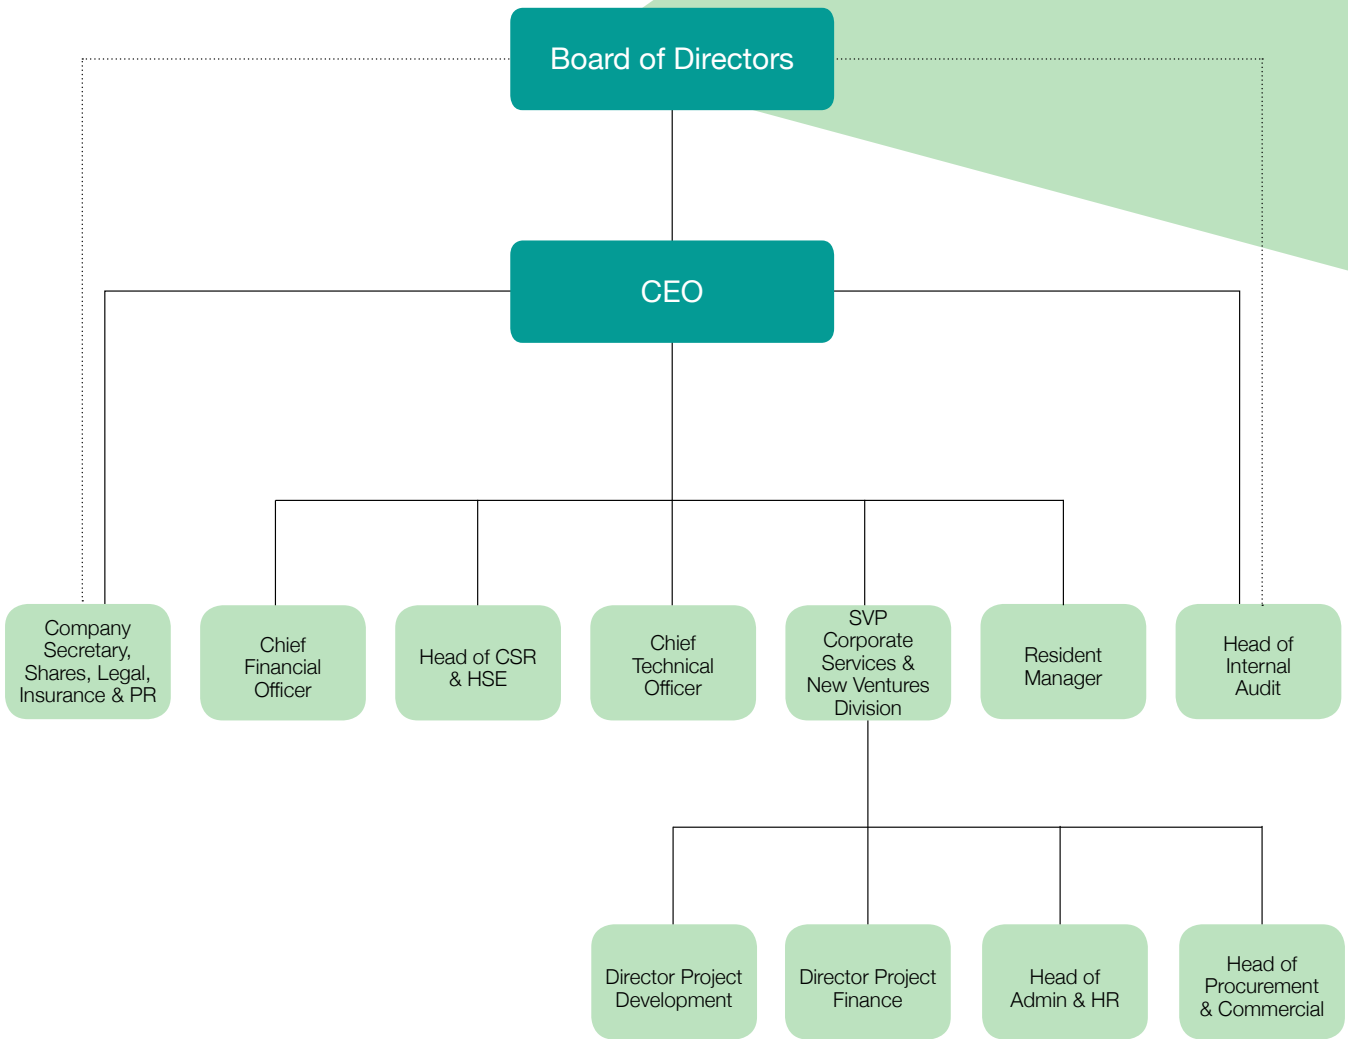 Board of Directors
CEO
Company
Secretary,
Shares, Legal,
Insurance & PR
Chief
Financial
Officer
Head of CSR
& HSE
Chief
Technical
Officer
SVP
Corporate
Services &
New Ventures
Division
Resident
Manager
Head of
Internal
Audit
Director Project
Development
Director Project
Finance
Head of
Admin & HR
Head of
Procurement
& Commercial